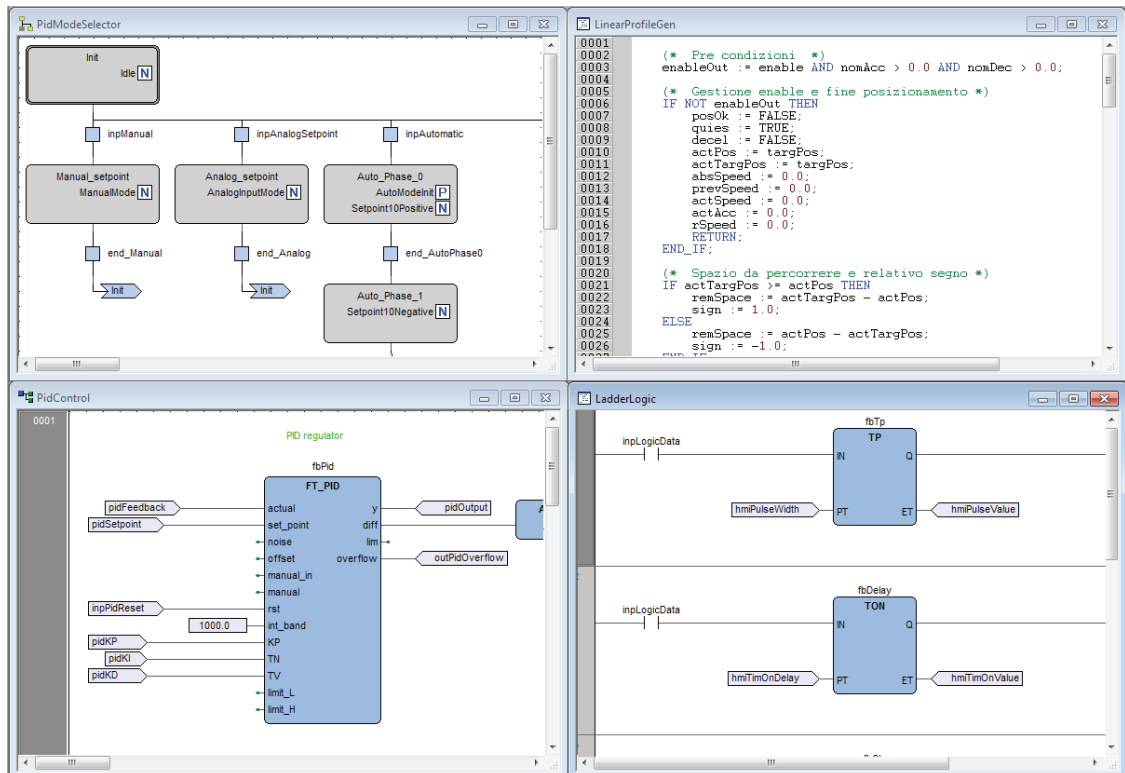 PidModeSelector
Init
Idle N
inpManual
inpAnalogSetpoint
inpAutomatic
Manual_setpoint
ManualMode N
Analog_setpoint
AnalogInputMode N
Auto_Phase_0
AutoModeInit P
Setpoint10Positive N
end_Manual
end_Analog
end_AutoPhase0
Init
Init
Auto_Phase_1
Setpoint10Negative N
LinearProfileGen
0001
0002 (* Pre condizioni *)
0003 enableOut := enable AND nomAcc > 0.0 AND nomDec > 0.0;
0004
0005 (* Gestione enable e fine posizionamento *)
0006 IF NOT enableOut THEN
0007 posOk := FALSE;
0008 quies := TRUE;
0009 decel := FALSE;
0010 actPos := targPos;
0011 actTargPos := targPos;
0012 absSpeed := 0.0;
0013 prevSpeed := 0.0;
0014 actSpeed := 0.0;
0015 actAcc := 0.0;
0016 rSpeed := 0.0;
0017 RETURN;
0018 END_IF;
0019
0020 (* Spazio da percorrere e relativo segno *)
0021 IF actTargPos >= actPos THEN
0022 remSpace := actTargPos - actPos;
0023 sign := 1.0;
0024 ELSE
0025 remSpace := actPos - actTargPos;
0026 sign := -1.0;
0027 END_IF
PidControl
0001
PID regulator
fbPid
FT_PID
pidFeedback actual y pidOutput
pidSetpoint set_point diff
noise lim
offset overflow outPidOverflow
manual_in
manual
inpPidReset rst
1000.0 int_band
pidKP KP
pidKI TN
pidKD TV
limit_L
limit_H
A
LadderLogic
fbTp
inpLogicData TP
IN Q
hmiPulseWidth PT ET hmiPulseValue
fbDelay
inpLogicData TON
IN Q
hmiTimOnDelay PT ET hmiTimOnValue